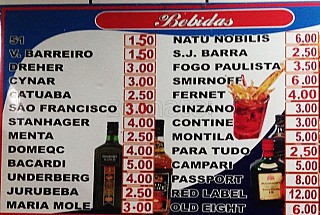 Bebidas
51 1,50
V. BARREIRO 1,50
DREHER 3,00
CYNAR 3,00
CATUABA 2,50
SÃO FRANCISCO 3,00
STANHAGER 4,00
MENTA 2,50
DOMEQC 4,00
BACARDI 5,00
UNDERBERG 4,00
JURUBEBA 2,50
MARIA MOLE 3,00
NATU NOBILIS 6,00
S.J. BARRA 2,50
FOGO PAULISTA 3,50
SMIRNOFF 6,00
FERNET 4,00
CINZANO 3,00
CONTINE 3,00
MONTILA 5,00
PARA TUDO 2,50
CAMPARI 5,00
PASSPORT 8,00
RED LABEL 12,00
OLD EIGHT 6,00